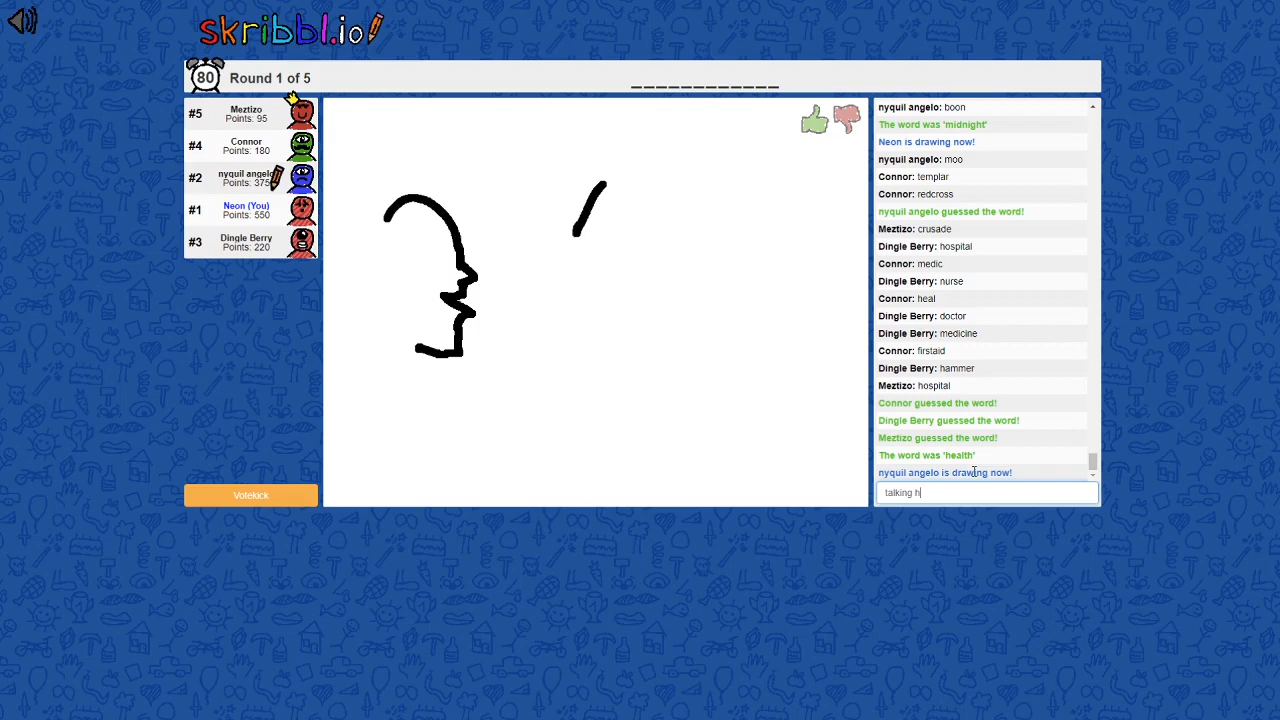 skribbl.io
80
Round 1 of 5
____________
#5
Meztizo
Points: 95
#4
Connor
Points: 180
#2
nyquil angelo
Points: 375
#1
Neon (You)
Points: 550
#3
Dingle Berry
Points: 220
Votekick
nyquil angelo: boon
The word was 'midnight'
Neon is drawing now!
nyquil angelo: moo
Connor: templar
Connor: redcross
nyquil angelo guessed the word!
Meztizo: crusade
Dingle Berry: hospital
Connor: medic
Dingle Berry: nurse
Connor: heal
Dingle Berry: doctor
Dingle Berry: medicine
Connor: firstaid
Dingle Berry: hammer
Meztizo: hospital
Connor guessed the word!
Dingle Berry guessed the word!
Meztizo guessed the word!
The word was 'health'
nyquil angelo is drawing now!
talking h